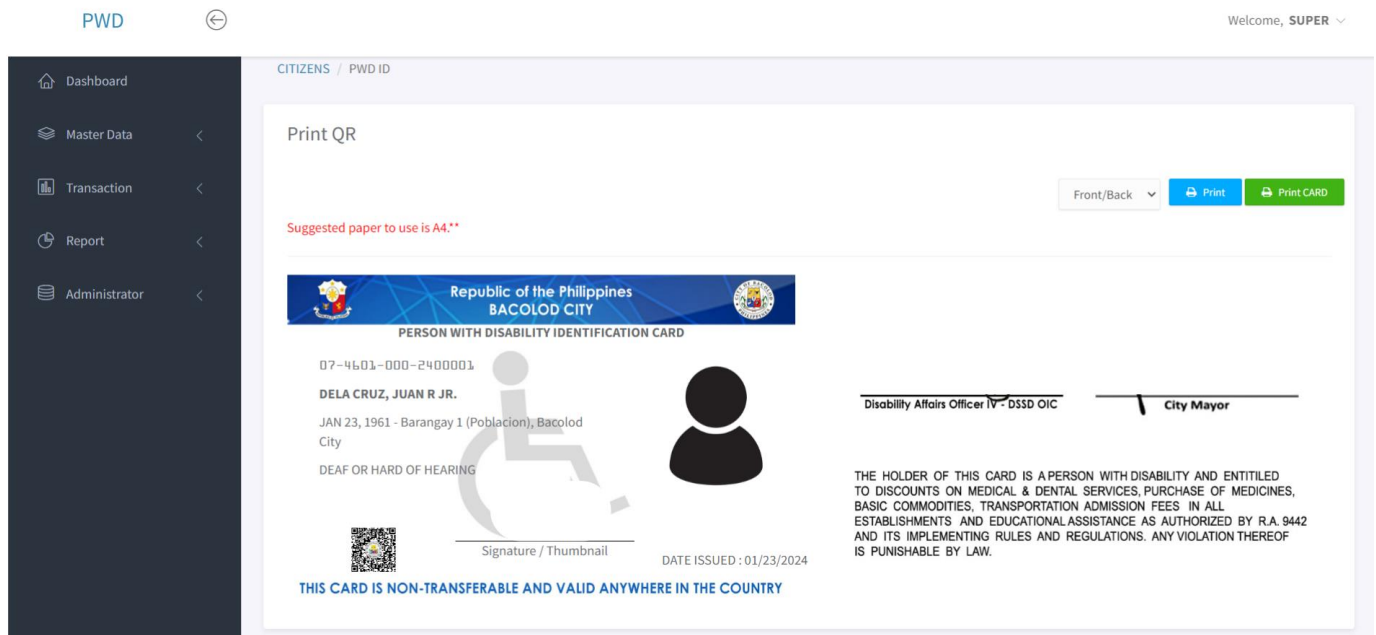 PWD
Welcome, SUPER
Dashboard
Master Data
Transaction
Report
Administrator
CITIZENS / PWD ID
Print QR
Front/Back
Print
Print CARD
Suggested paper to use is A4.**
Republic of the Philippines
BACOLOD CITY
PERSON WITH DISABILITY IDENTIFICATION CARD
07-4601-000-2400001
DELA CRUZ, JUAN R JR.
JAN 23, 1961 - Barangay 1 (Poblacion), Bacolod
City
DEAF OR HARD OF HEARING
Signature / Thumbnail
DATE ISSUED : 01/23/2024
THIS CARD IS NON-TRANSFERABLE AND VALID ANYWHERE IN THE COUNTRY
Disability Affairs Officer IV - DSSD OIC
City Mayor
THE HOLDER OF THIS CARD IS A PERSON WITH DISABILITY AND ENTITILED
TO DISCOUNTS ON MEDICAL & DENTAL SERVICES, PURCHASE OF MEDICINES,
BASIC COMMODITIES, TRANSPORTATION ADMISSION FEES IN ALL
ESTABLISHMENTS AND EDUCATIONAL ASSISTANCE AS AUTHORIZED BY R.A. 9442
AND ITS IMPLEMENTING RULES AND REGULATIONS. ANY VIOLATION THEREOF
IS PUNISHABLE BY LAW.